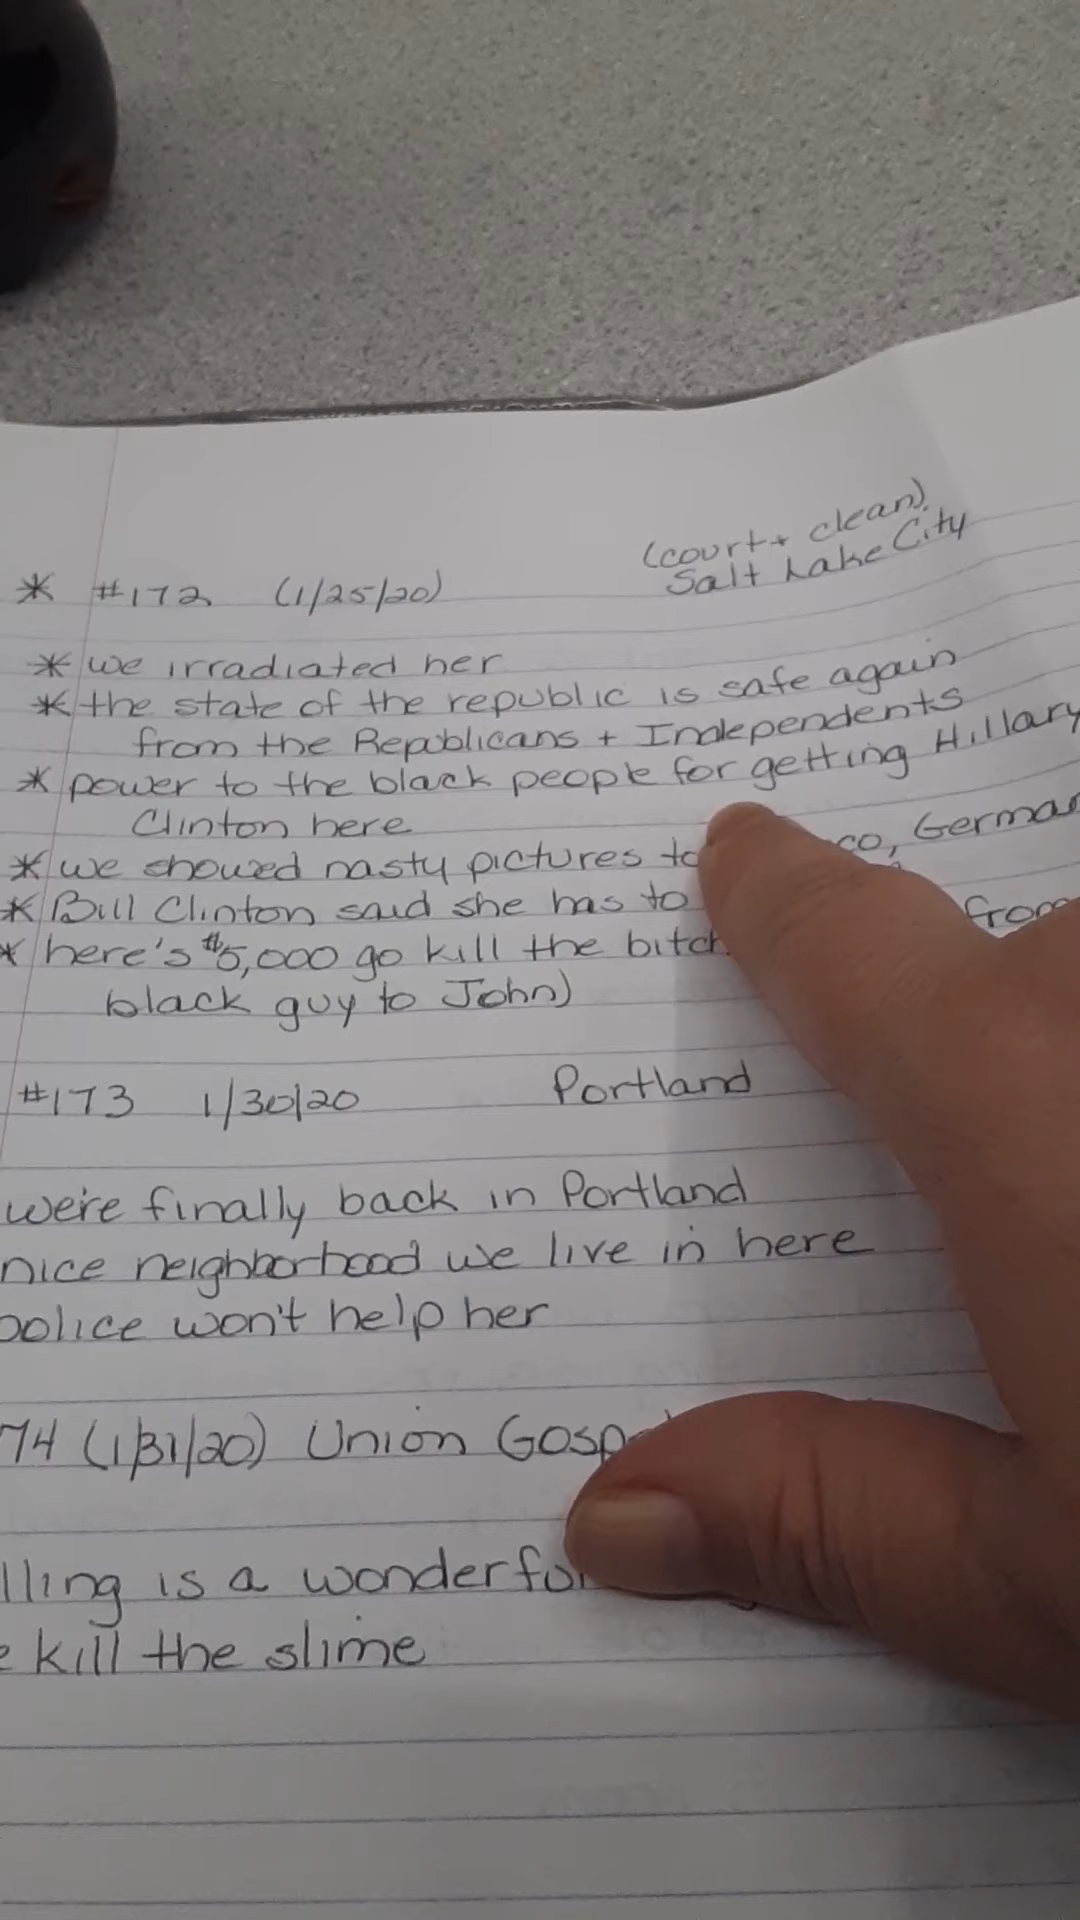 (court + clean)
Salt Lake City
* #172 (1/25/20)
* we irradiated her
* the state of the republic is safe again
from the Republicans + Independents
* power to the black people for getting Hillary
Clinton here
* we showed nasty pictures to co, German
* Bill Clinton said she has to from
* here's $5,000 go kill the bitch
black guy to John)
#173 1/30/20 Portland
we're finally back in Portland
nice neighborhood we live in here
police won't help her
74 (1/31/20) Union Gosp
lling is a wonderful
e kill the slime